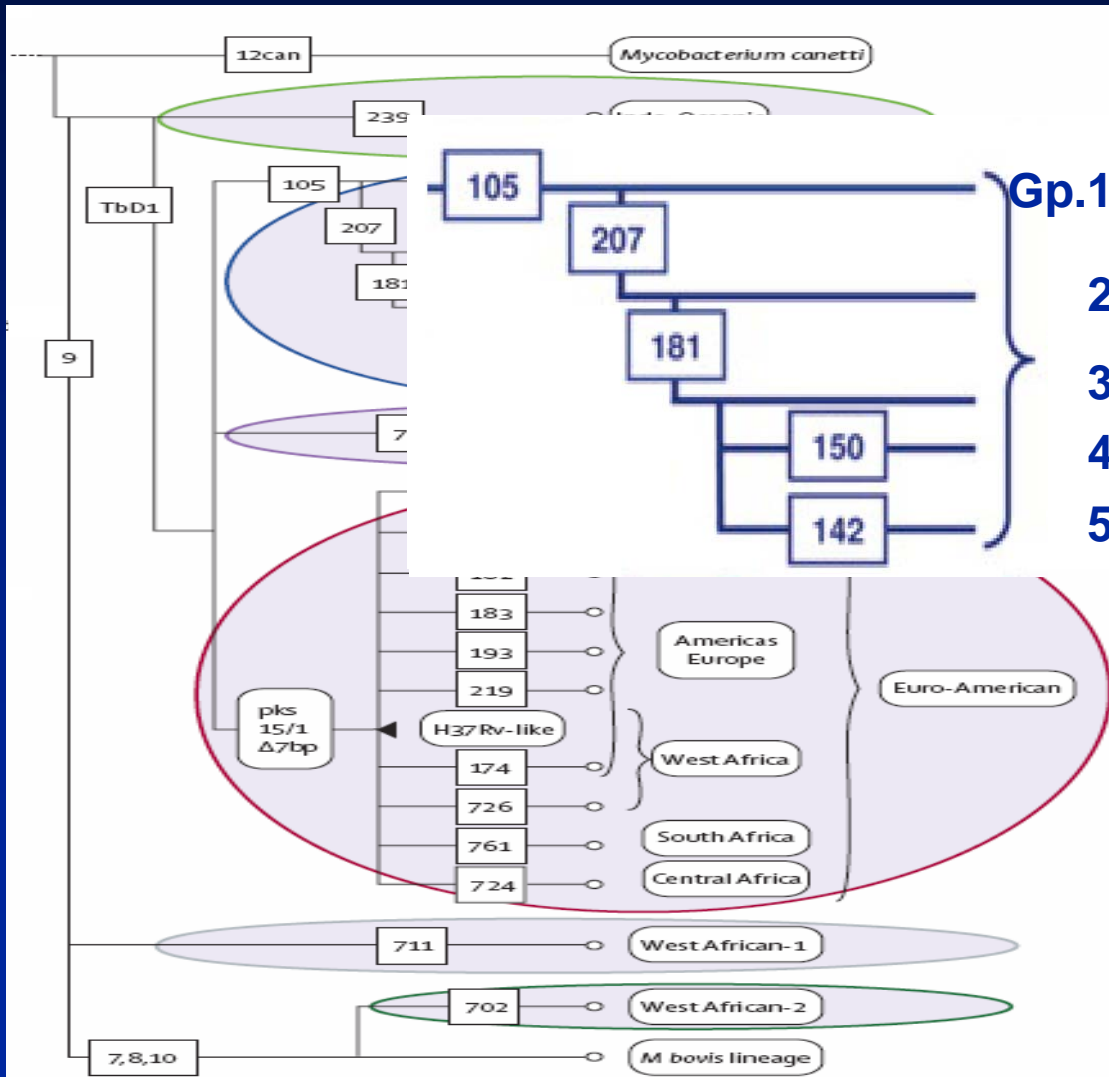 12can
Mycobacterium canetti
239
105
TbD1
207
181
9
105
Gp.1
207
2
181
3
150
4
142
5
183
193
Americas
Europe
219
Euro-American
pks
15/1
Δ7bp
H37Rv-like
174
West Africa
726
761
South Africa
724
Central Africa
711
West African-1
702
West African-2
7,8,10
M bovis lineage